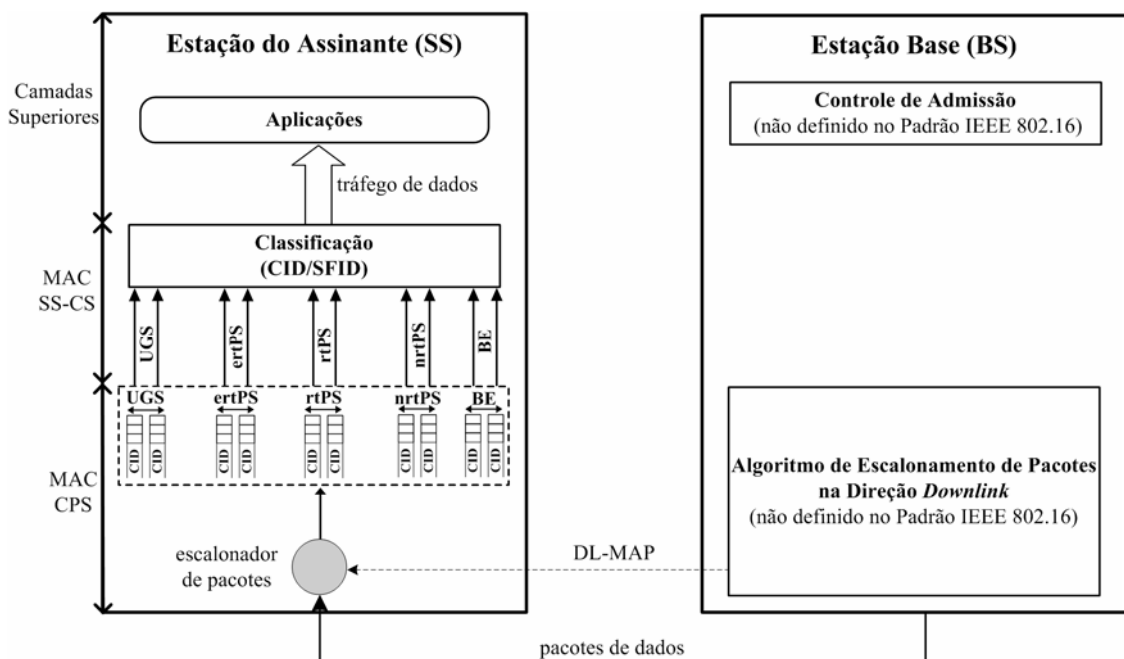 Estação do Assinante (SS)
Estação Base (BS)
Camadas
Superiores
Aplicações
Controle de Admissão
(não definido no Padrão IEEE 802.16)
tráfego de dados
MAC
SS-CS
Classificação
(CID/SFID)
UGS
ertPS
rtPS
nrtPS
BE
UGS
ertPS
rtPS
nrtPS
BE
CID
CID
CID
CID
CID
CID
CID
CID
CID
CID
MAC
CPS
Algoritmo de Escalonamento de Pacotes
na Direção Downlink
(não definido no Padrão IEEE 802.16)
escalonador
de pacotes
DL-MAP
pacotes de dados